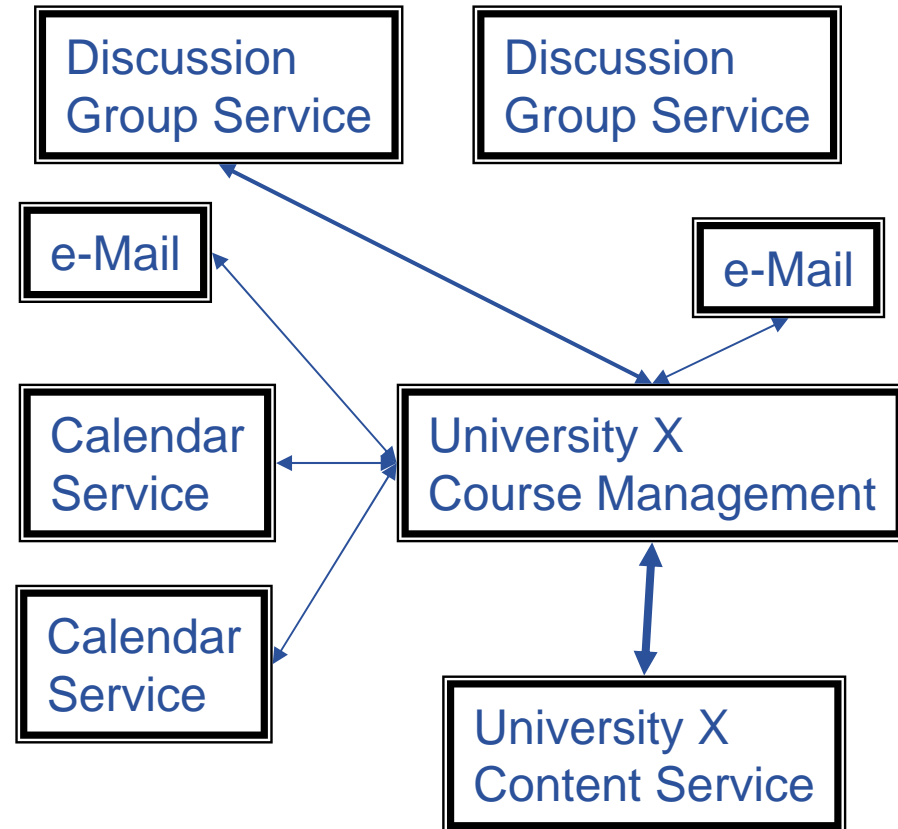 Discussion
Group Service
Discussion
Group Service
e-Mail
e-Mail
Calendar
Service
University X
Course Management
Calendar
Service
University X
Content Service